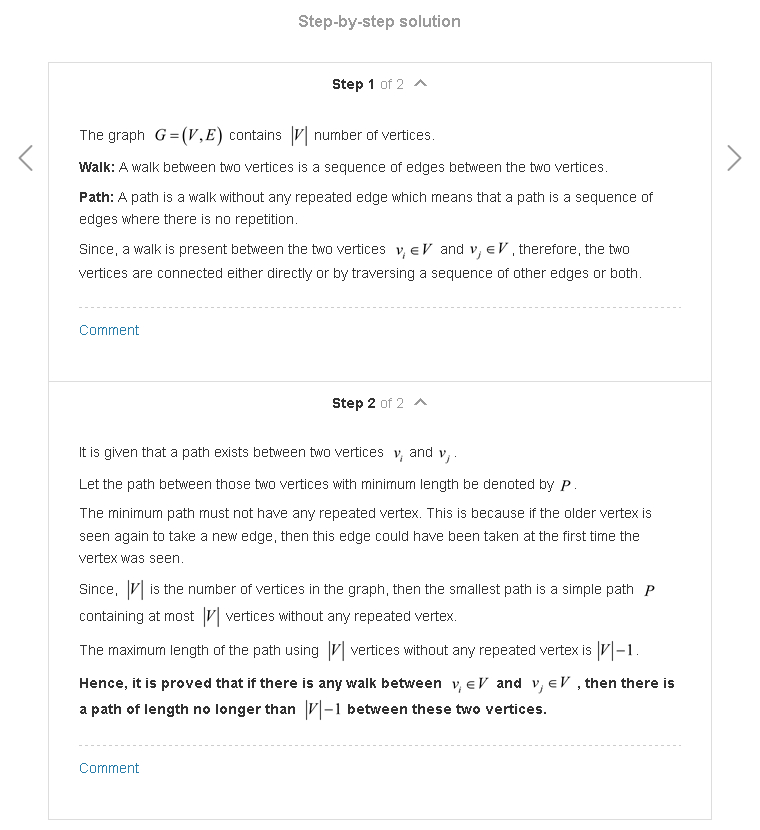 Step-by-step solution
Step 1 of 2
The graph G=(V,E) contains |V| number of vertices.
Walk: A walk between two vertices is a sequence of edges between the two vertices.
Path: A path is a walk without any repeated edge which means that a path is a sequence of
edges where there is no repetition.
Since, a walk is present between the two vertices vᵢ ∈ V and vⱼ ∈ V, therefore, the two
vertices are connected either directly or by traversing a sequence of other edges or both.
Comment
Step 2 of 2
It is given that a path exists between two vertices vᵢ and vⱼ.
Let the path between those two vertices with minimum length be denoted by P.
The minimum path must not have any repeated vertex. This is because if the older vertex is
seen again to take a new edge, then this edge could have been taken at the first time the
vertex was seen.
Since, |V| is the number of vertices in the graph, then the smallest path is a simple path P
containing at most |V| vertices without any repeated vertex.
The maximum length of the path using |V| vertices without any repeated vertex is |V|−1.
Hence, it is proved that if there is any walk between vᵢ ∈ V and vⱼ ∈ V, then there is
a path of length no longer than |V|−1 between these two vertices.
Comment